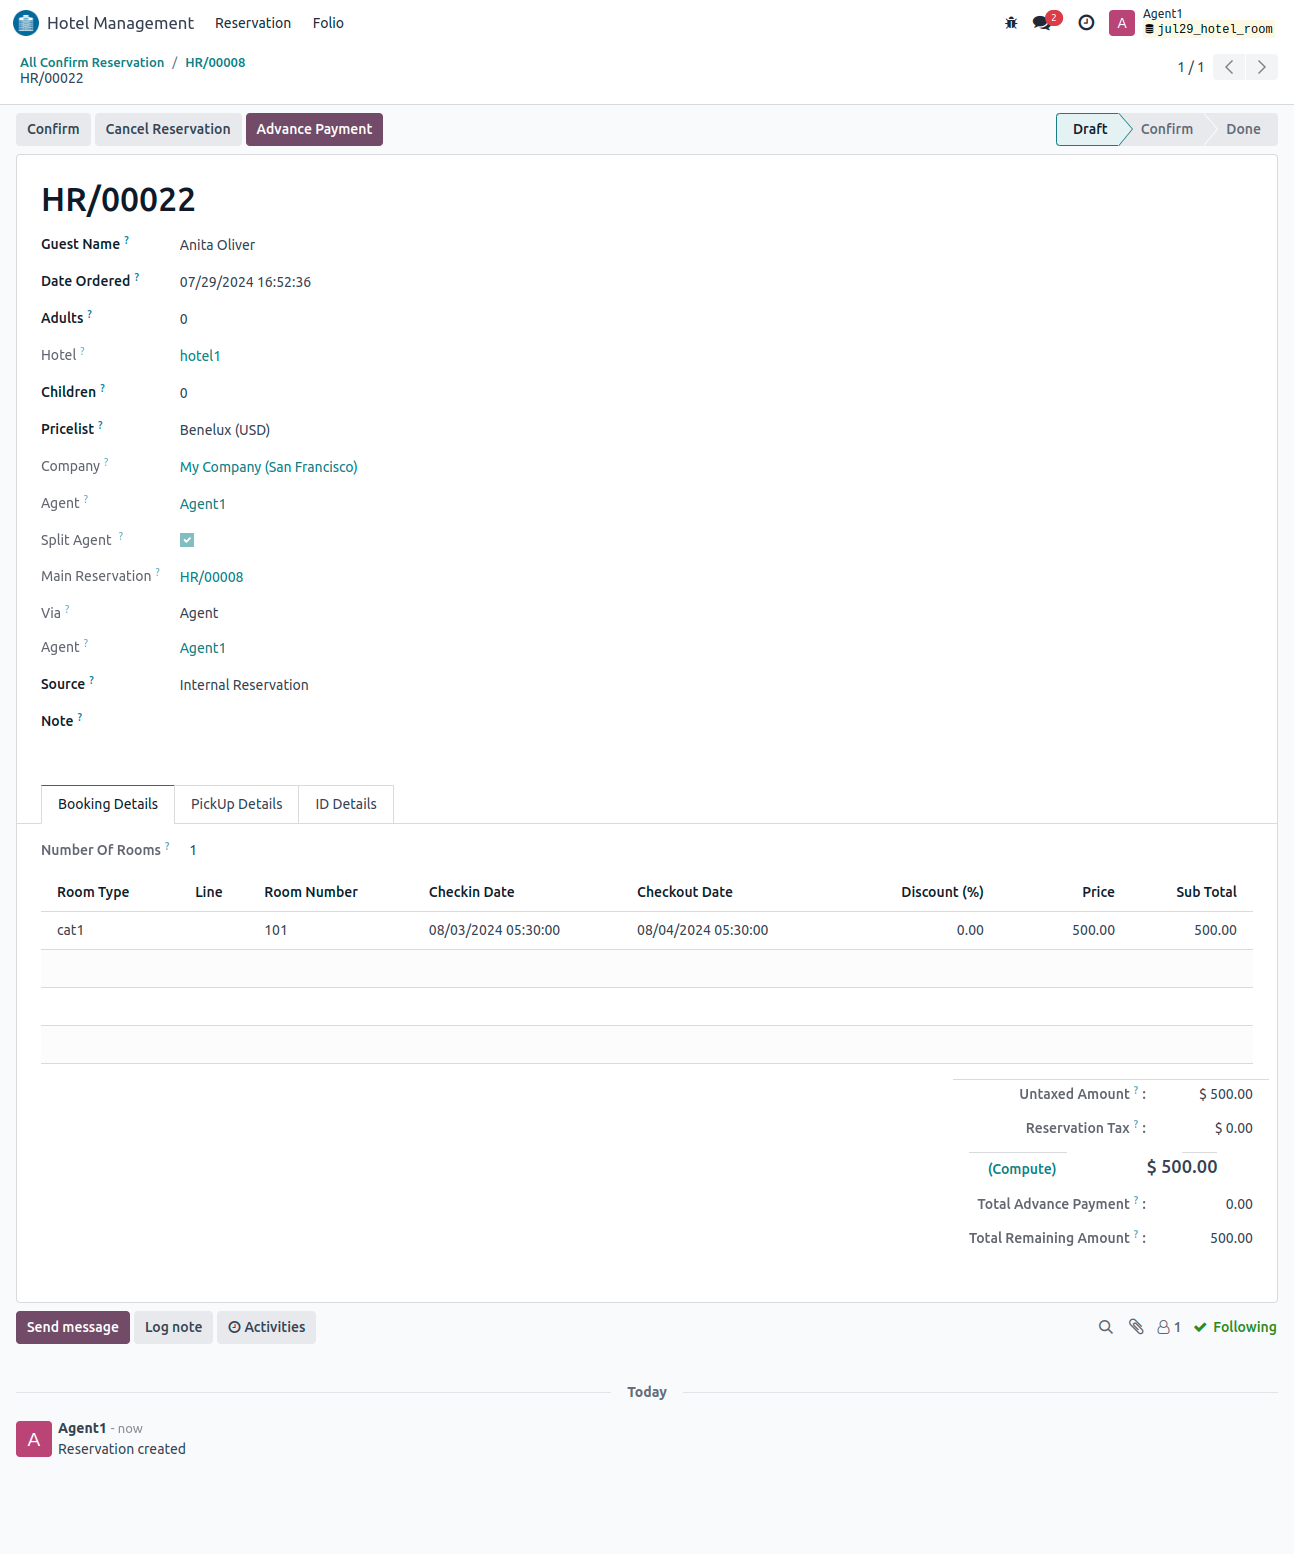 Hotel Management Reservation Folio 2 A Agent1
jul29_hotel_room
All Confirm Reservation / HR/00008
HR/00022
1 / 1
Confirm Cancel Reservation Advance Payment Draft Confirm Done
HR/00022
Guest Name ? Anita Oliver
Date Ordered ? 07/29/2024 16:52:36
Adults ? 0
Hotel ? hotel1
Children ? 0
Pricelist ? Benelux (USD)
Company ? My Company (San Francisco)
Agent ? Agent1
Split Agent ?
Main Reservation ? HR/00008
Via ? Agent
Agent ? Agent1
Source ? Internal Reservation
Note ?
Booking Details PickUp Details ID Details
Number Of Rooms ? 1
Room Type Line Room Number Checkin Date Checkout Date Discount (%) Price Sub Total
cat1 101 08/03/2024 05:30:00 08/04/2024 05:30:00 0.00 500.00 500.00
Untaxed Amount ? : $ 500.00
Reservation Tax ? : $ 0.00
(Compute) $ 500.00
Total Advance Payment ? : 0.00
Total Remaining Amount ? : 500.00
Send message Log note Activities 1 Following
Today
A Agent1 - now
Reservation created